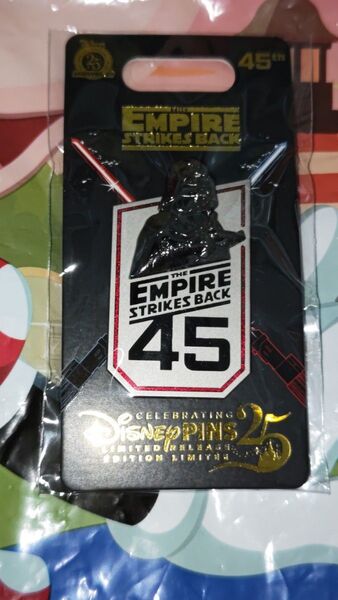 45TH
THE
EMPIRE
STRIKES BACK
THE
EMPIRE
STRIKES BACK
45
CELEBRATING
DISNEY PINS 25
LIMITED RELEASE
EDITION LIMITÉE